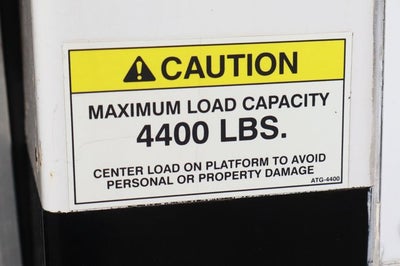 CAUTION
MAXIMUM LOAD CAPACITY
4400 LBS.
CENTER LOAD ON PLATFORM TO AVOID
PERSONAL OR PROPERTY DAMAGE
ATG-4400